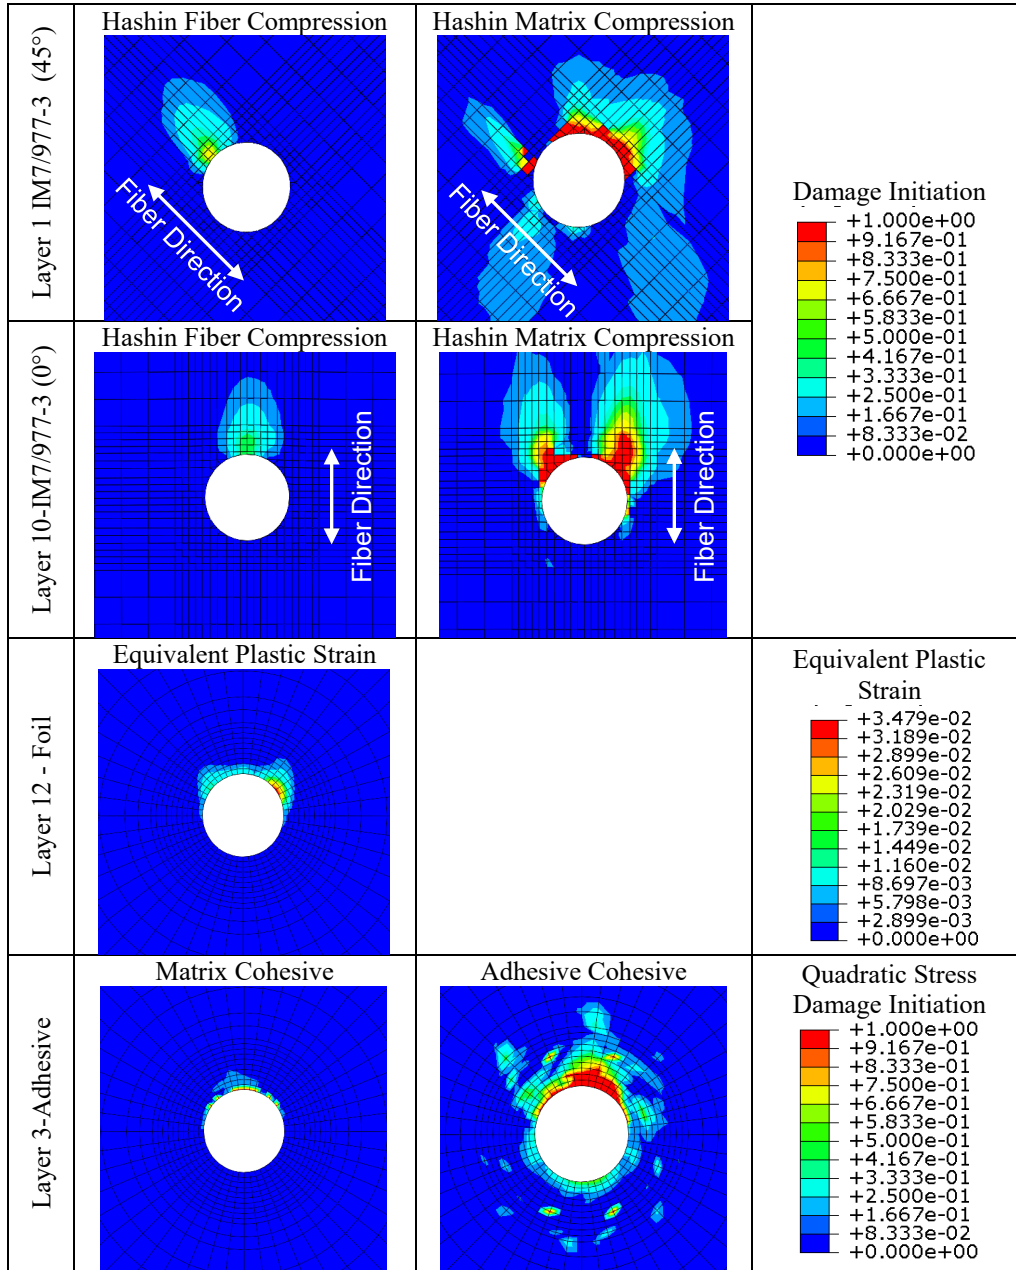 Layer 1 IM7/977-3 (45°)
Hashin Fiber Compression
Fiber Direction
Hashin Matrix Compression
Fiber Direction
Damage Initiation
+1.000e+00
+9.167e-01
+8.333e-01
+7.500e-01
+6.667e-01
+5.833e-01
+5.000e-01
+4.167e-01
+3.333e-01
+2.500e-01
+1.667e-01
+8.333e-02
+0.000e+00
Layer 10-IM7/977-3 (0°)
Hashin Fiber Compression
Fiber Direction
Hashin Matrix Compression
Fiber Direction
Layer 12 - Foil
Equivalent Plastic Strain
Equivalent Plastic
Strain
+3.479e-02
+3.189e-02
+2.899e-02
+2.609e-02
+2.319e-02
+2.029e-02
+1.739e-02
+1.449e-02
+1.160e-02
+8.697e-03
+5.798e-03
+2.899e-03
+0.000e+00
Layer 3-Adhesive
Matrix Cohesive
Adhesive Cohesive
Quadratic Stress
Damage Initiation
+1.000e+00
+9.167e-01
+8.333e-01
+7.500e-01
+6.667e-01
+5.833e-01
+5.000e-01
+4.167e-01
+3.333e-01
+2.500e-01
+1.667e-01
+8.333e-02
+0.000e+00